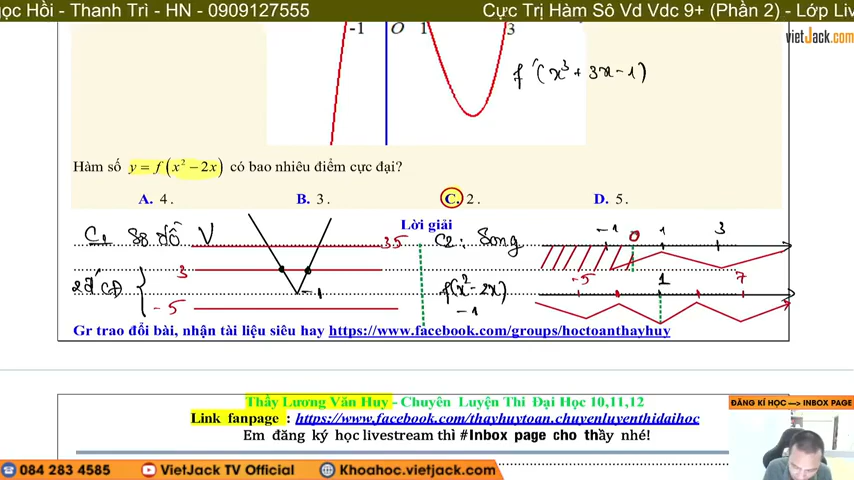 ọc Hồi - Thanh Trì - HN - 0909127555
Cực Trị Hàm Số Vd Vdc 9+ (Phần 2) - Lớp Liv
vietJack.com
-1 O 1 3
f'(x³ + 3x - 1)
Hàm số y = f(x² - 2x) có bao nhiêu điểm cực đại?
A. 4. B. 3. C. 2. D. 5.
Lời giải
C1 Sơ đồ V
35
3
-1
-5
C2: Song
-1 0 1 3
f(x² - 2x)
-1
-5 1 7
Gr trao đổi bài, nhận tài liệu siêu hay https://www.facebook.com/groups/hoctoanthayhuy
Thầy Lương Văn Huy - Chuyên Luyện Thi Đại Học 10,11,12
Link fanpage : https://www.facebook.com/thayhuytoan.chuyenluyenthidaihoc
Em đăng ký học livestream thì #Inbox page cho thầy nhé!
ĐĂNG KÍ HỌC ---> INBOX PAGE
084 283 4585 VietJack TV Official Khoahoc.vietjack.com